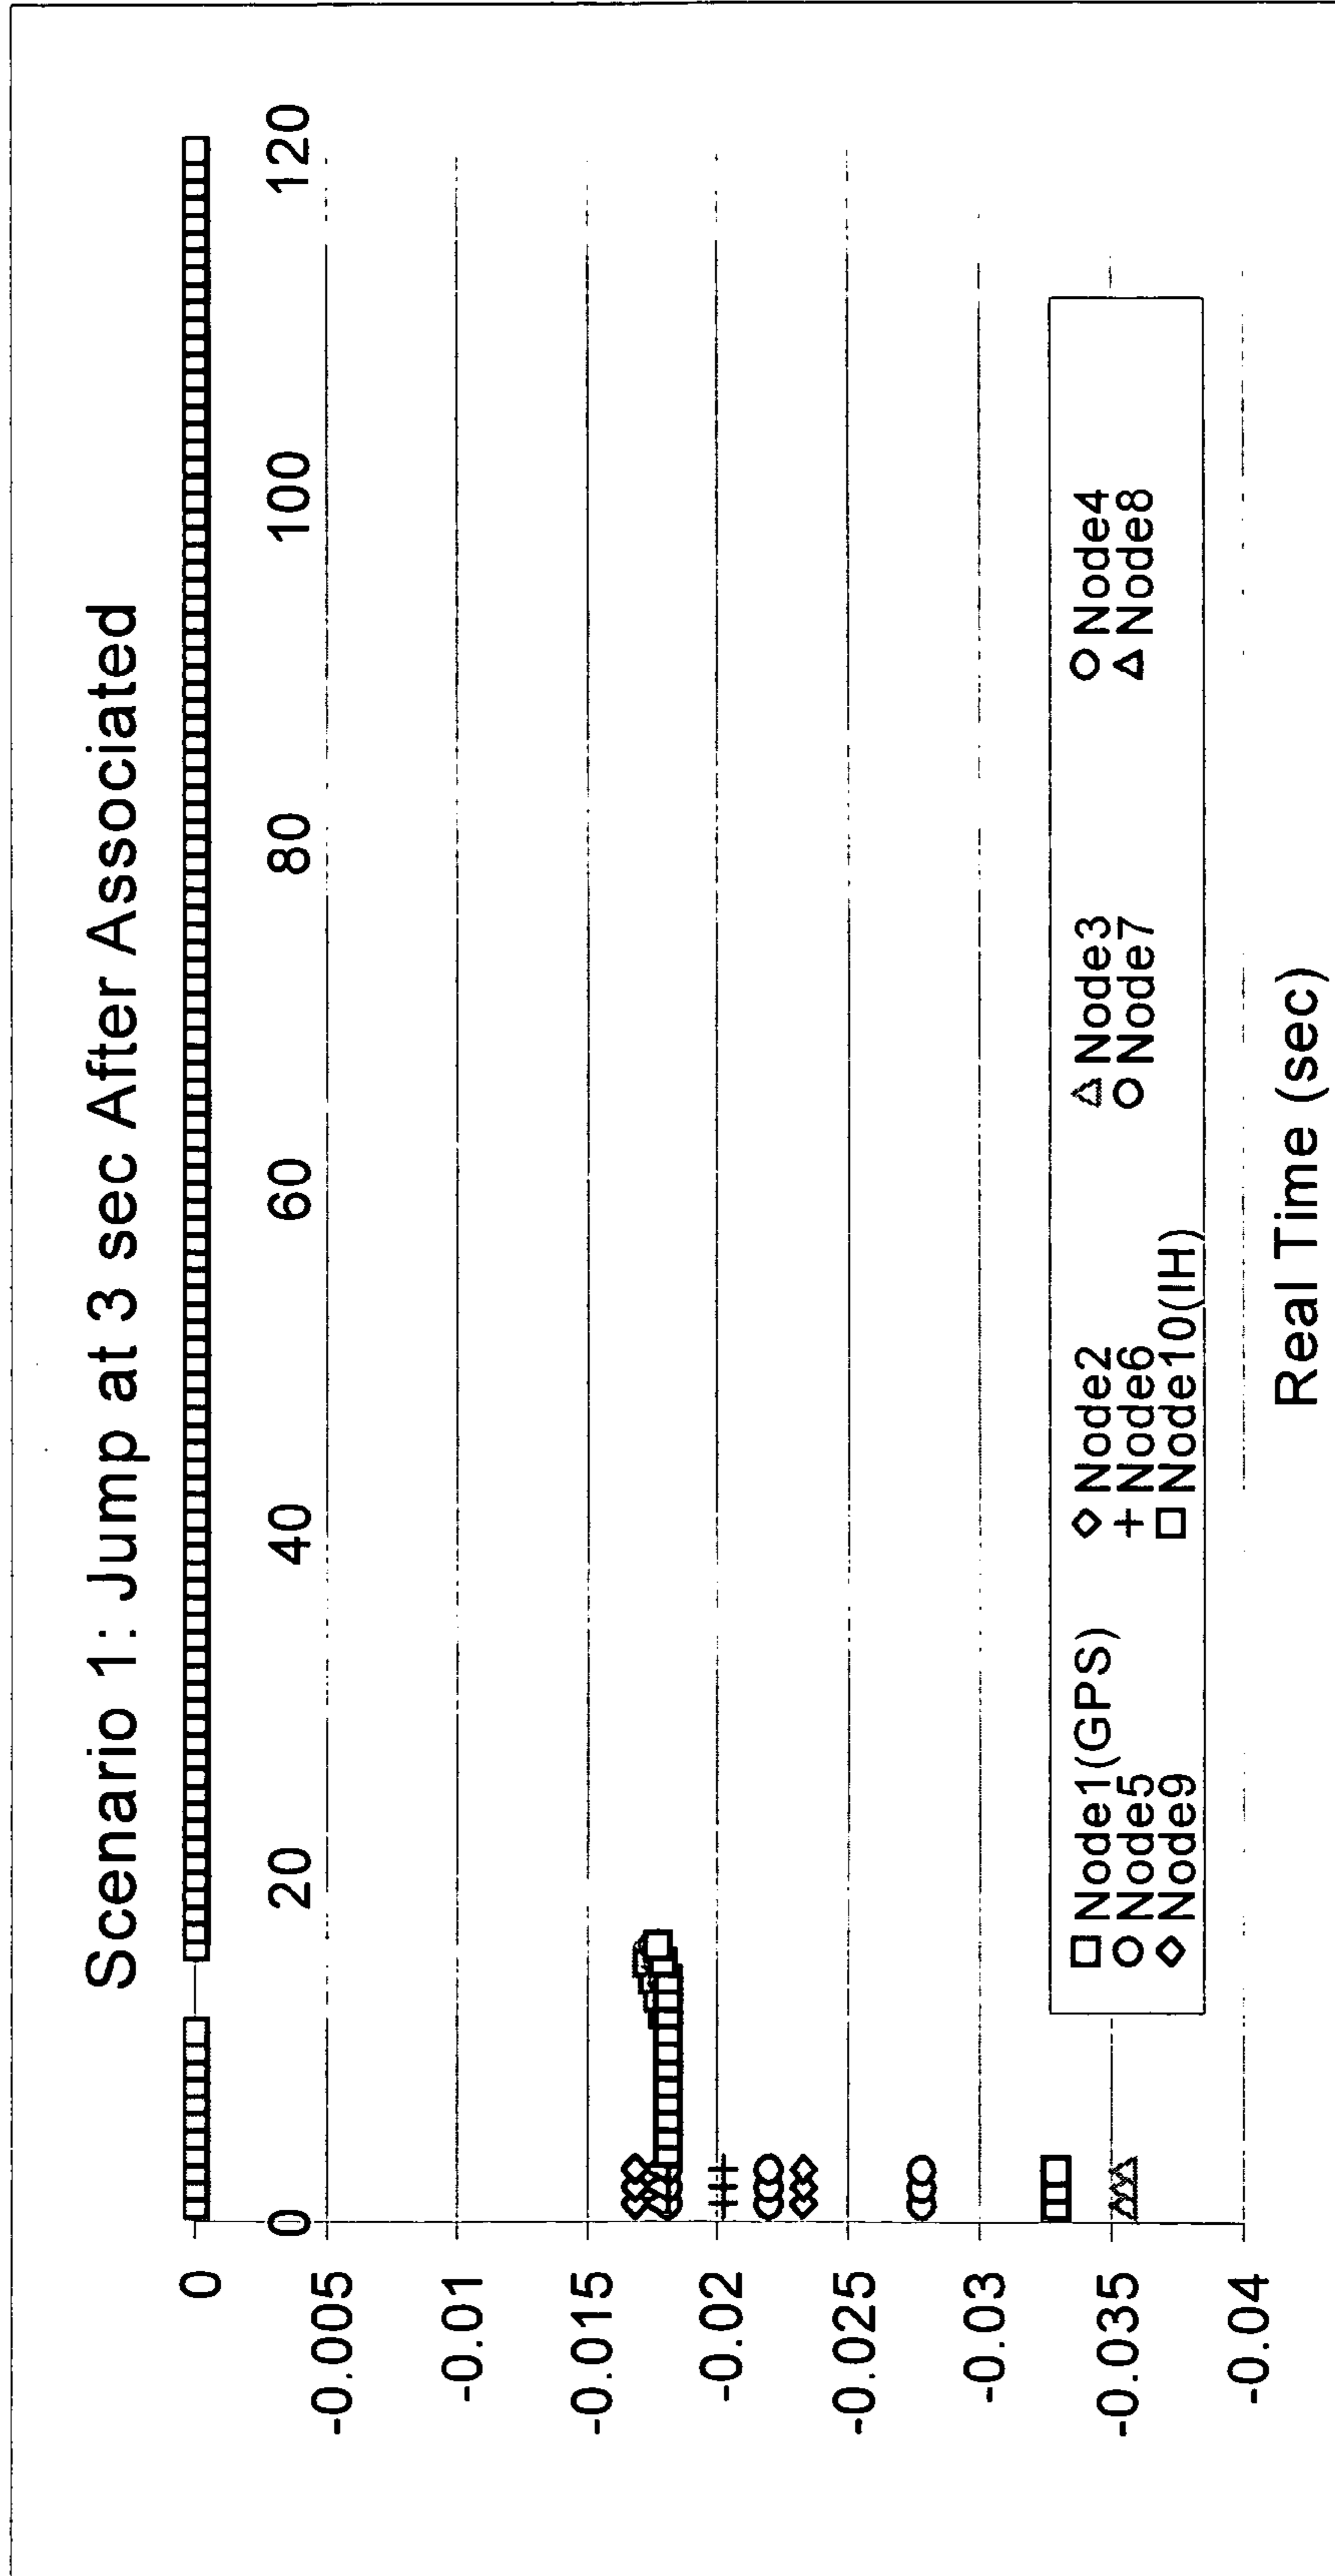 Scenario 1: Jump at 3 sec After Associated
0
-0.005
-0.01
-0.015
-0.02
-0.025
-0.03
-0.035
-0.04
0 20 40 60 80 100 120
Node1(GPS) Node2 Node3 Node4
Node5 Node6 Node7 Node8
Node9 Node10(IH)
Real Time (sec)